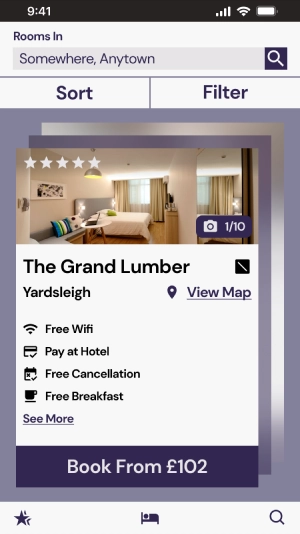 9:41
Rooms In
Somewhere, Anytown
Sort
Filter
1/10
The Grand Lumber
Yardsleigh
View Map
Free Wifi
Pay at Hotel
Free Cancellation
Free Breakfast
See More
Book From £102